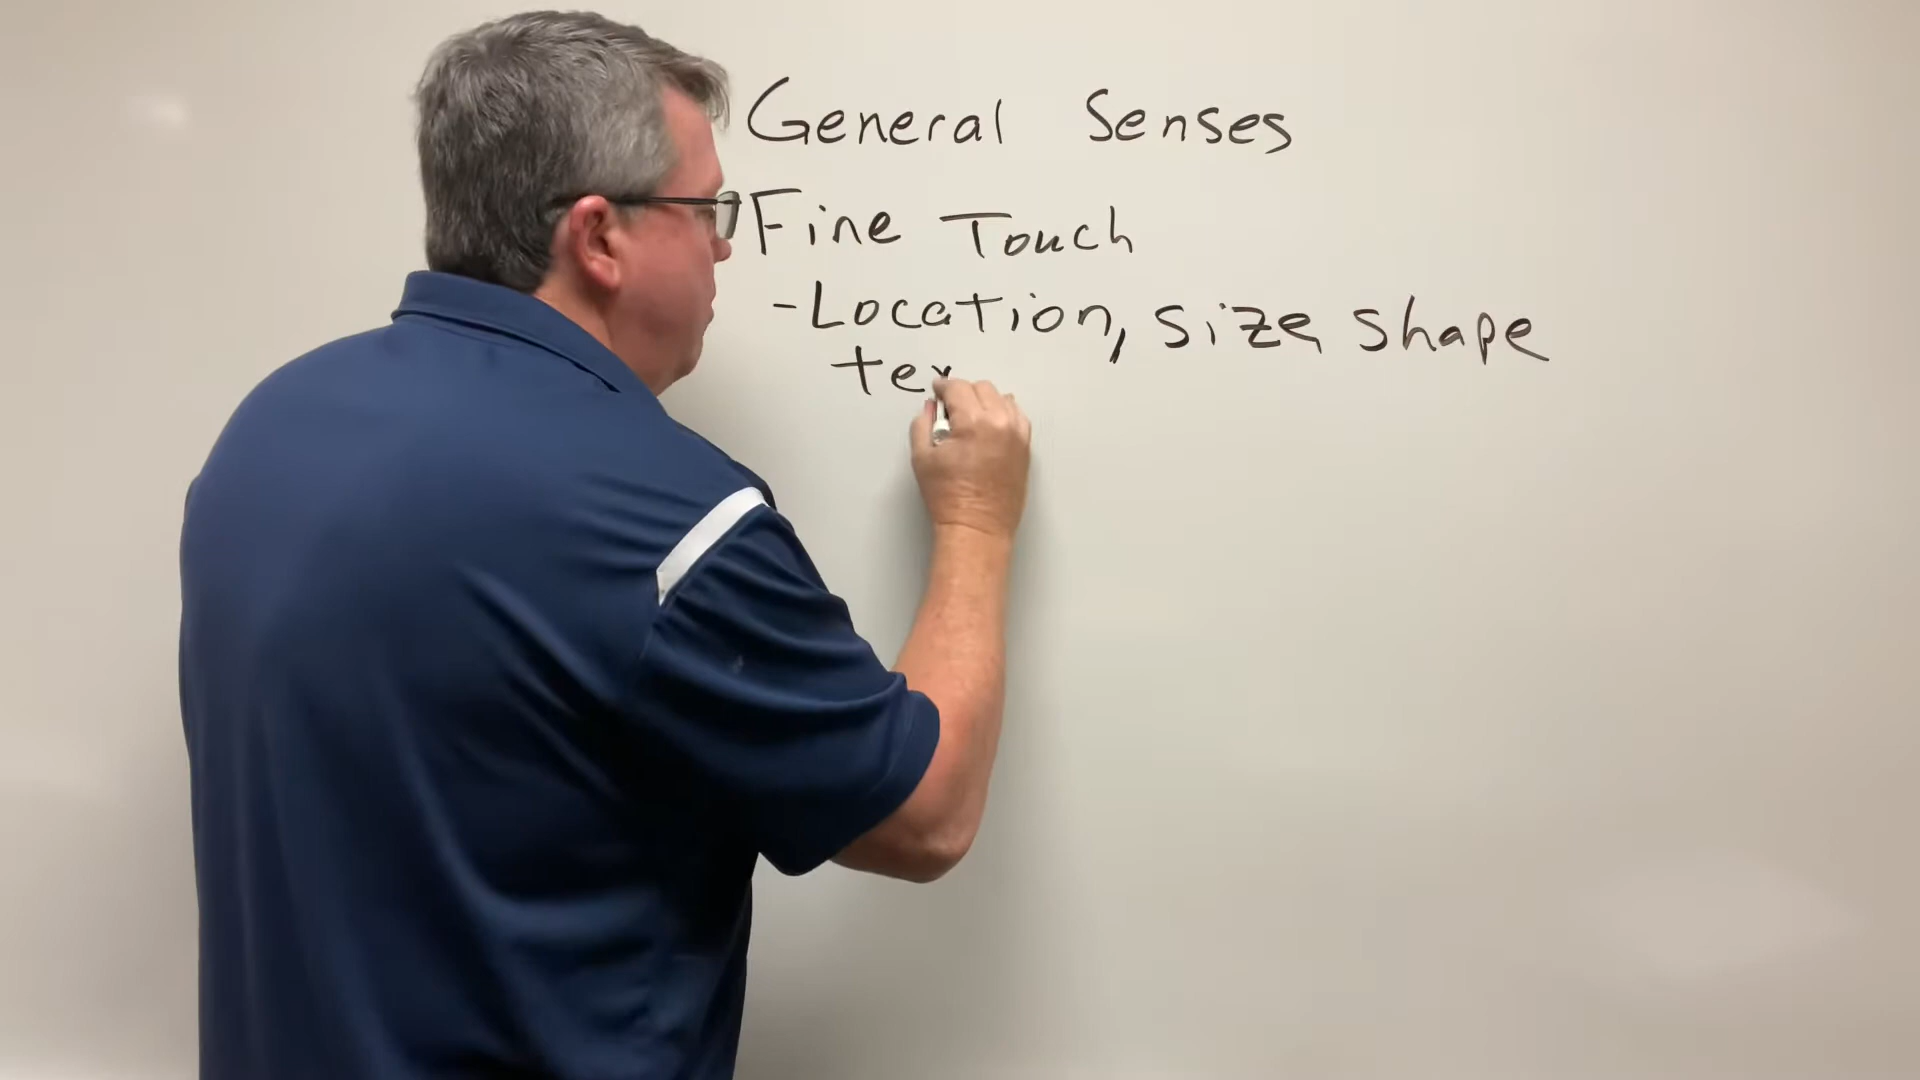 General Senses
Fine Touch
- Location, size shape
tex